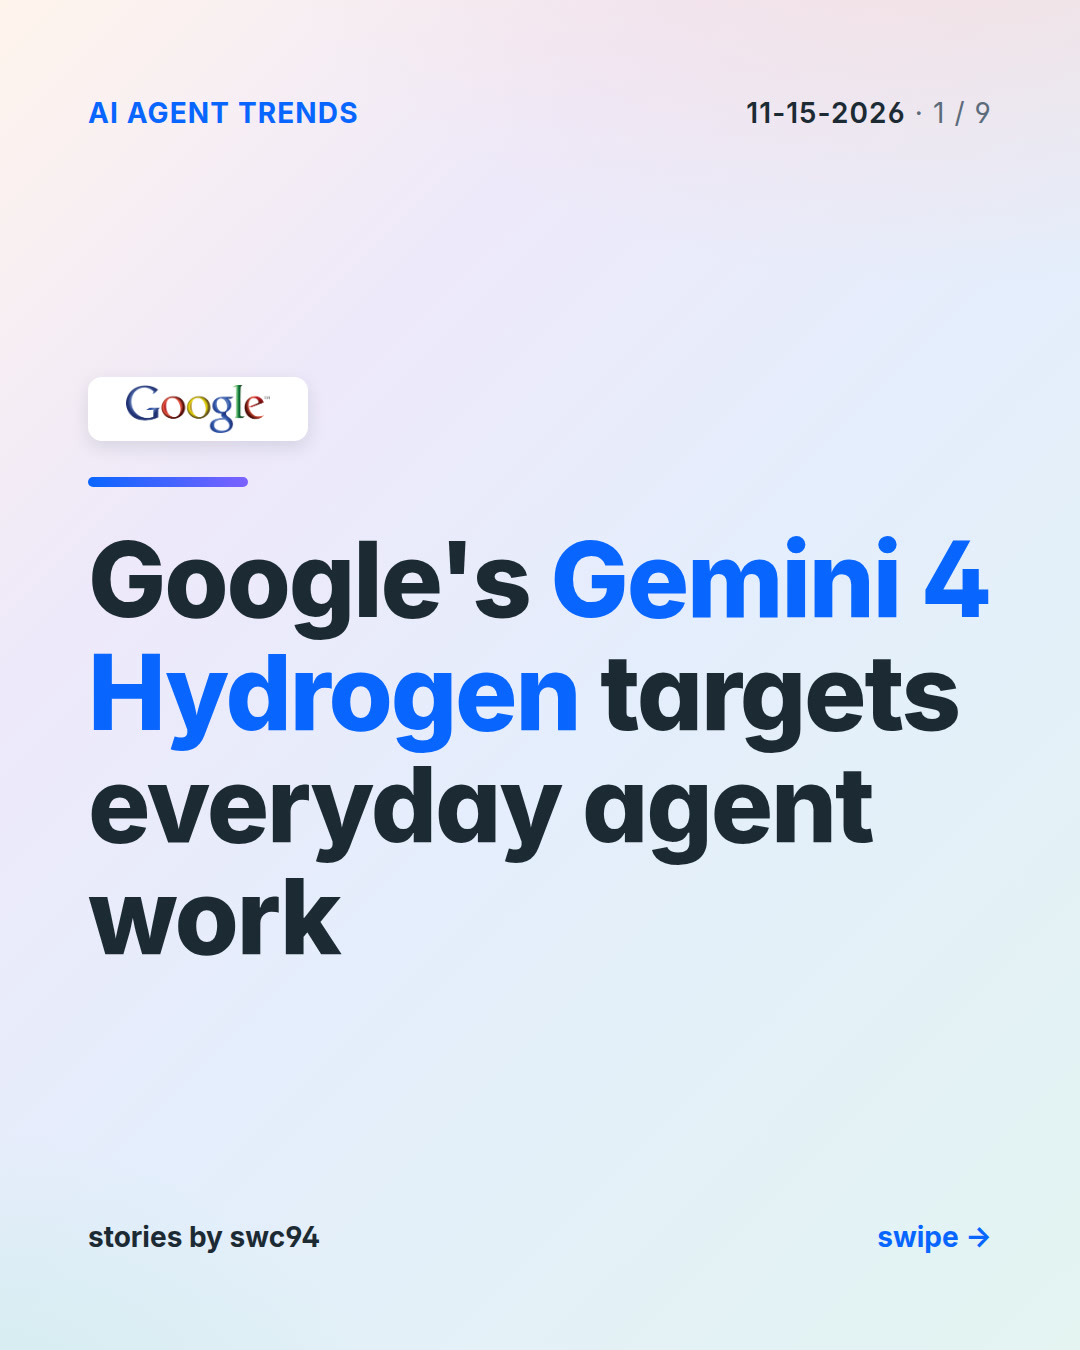 AI AGENT TRENDS
11-15-2026 · 1 / 9
Google™
Google's Gemini 4
Hydrogen targets
everyday agent
work
stories by swc94
swipe →